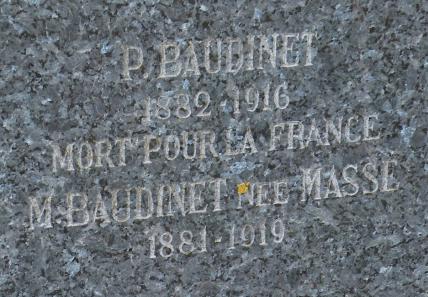 P. BAUDINET
1882-1916
MORT POUR LA FRANCE
M. BAUDINET NÉE MASSE
1881-1919